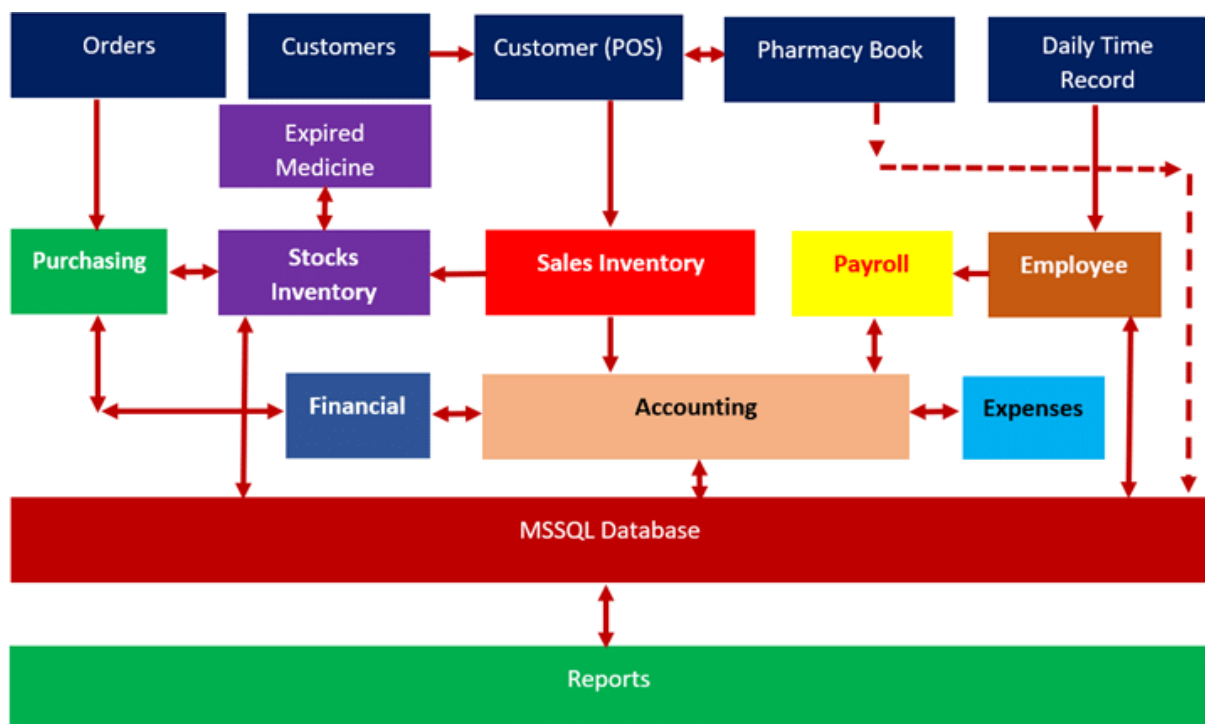 Orders
Customers
Customer (POS)
Pharmacy Book
Daily Time
Record
Expired
Medicine
Purchasing
Stocks
Inventory
Sales Inventory
Payroll
Employee
Financial
Accounting
Expenses
MSSQL Database
Reports